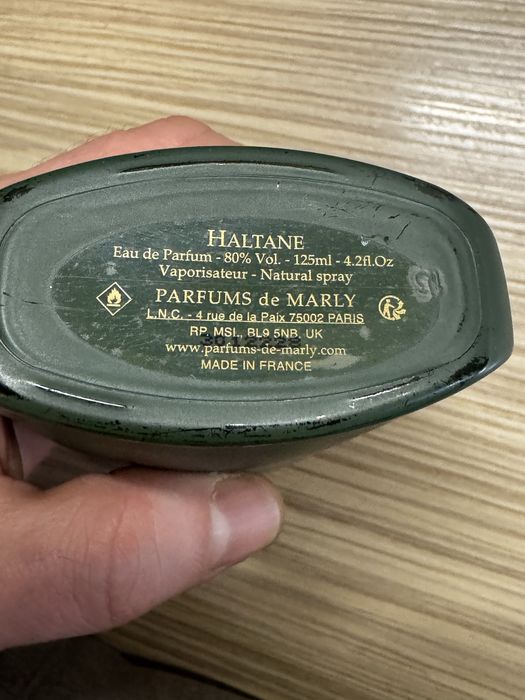 HALTANE
Eau de Parfum - 80% Vol. - 125ml - 4.2fl.Oz
Vaporisateur - Natural spray
PARFUMS de MARLY
L.N.C. - 4 rue de la Paix 75002 PARIS
RP, MSL, BL9 5NB, UK
www.parfums-de-marly.com
MADE IN FRANCE